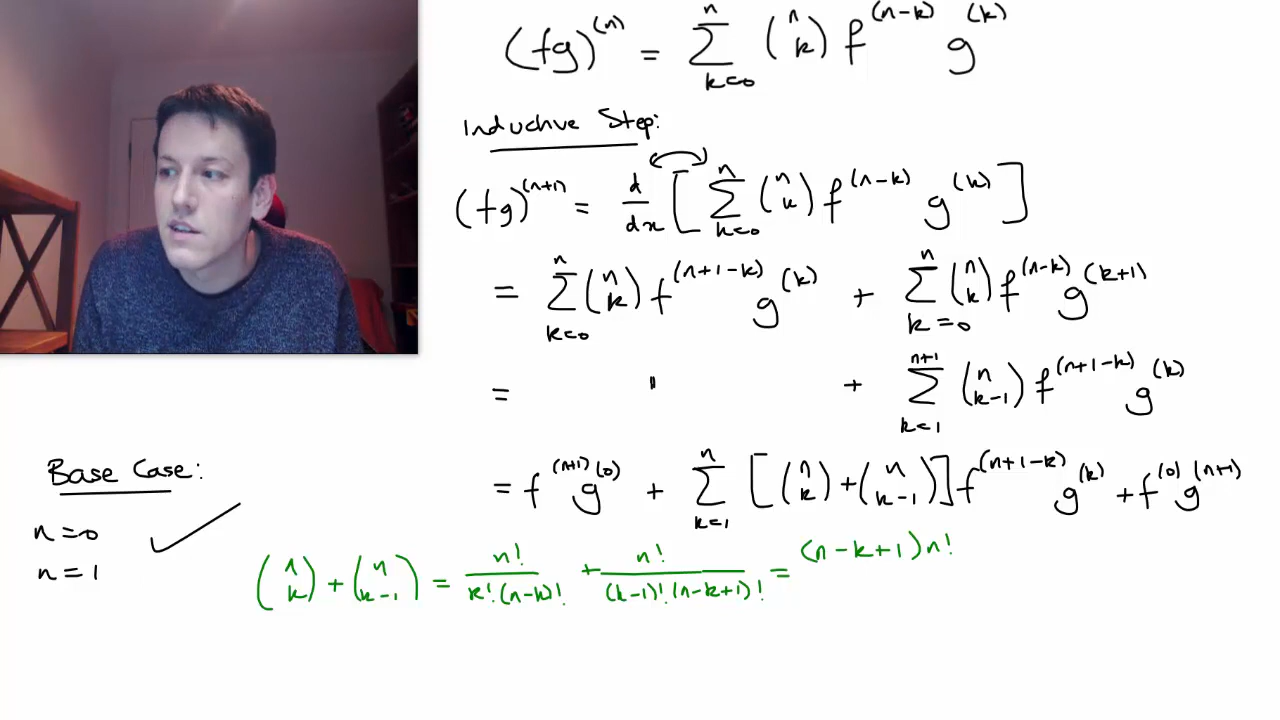 (fg)^(n) = Σ_{k=0}^{n} (n k) f^(n-k) g^(k)
Inductive Step:
(fg)^(n+1) = d/dx [ Σ_{k=0}^{n} (n k) f^(n-k) g^(k) ]
= Σ_{k=0}^{n} (n k) f^(n+1-k) g^(k) + Σ_{k=0}^{n} (n k) f^(n-k) g^(k+1)
= " + Σ_{k=1}^{n+1} (n k-1) f^(n+1-k) g^(k)
= f^(n+1) g^(0) + Σ_{k=1}^{n} [ (n k) + (n k-1) ] f^(n+1-k) g^(k) + f^(0) g^(n+1)
Base Case:
n = 0
n = 1
(n k) + (n k-1) = n!/k!(n-k)! + n!/(k-1)!(n-k+1)! = (n-k+1)n!